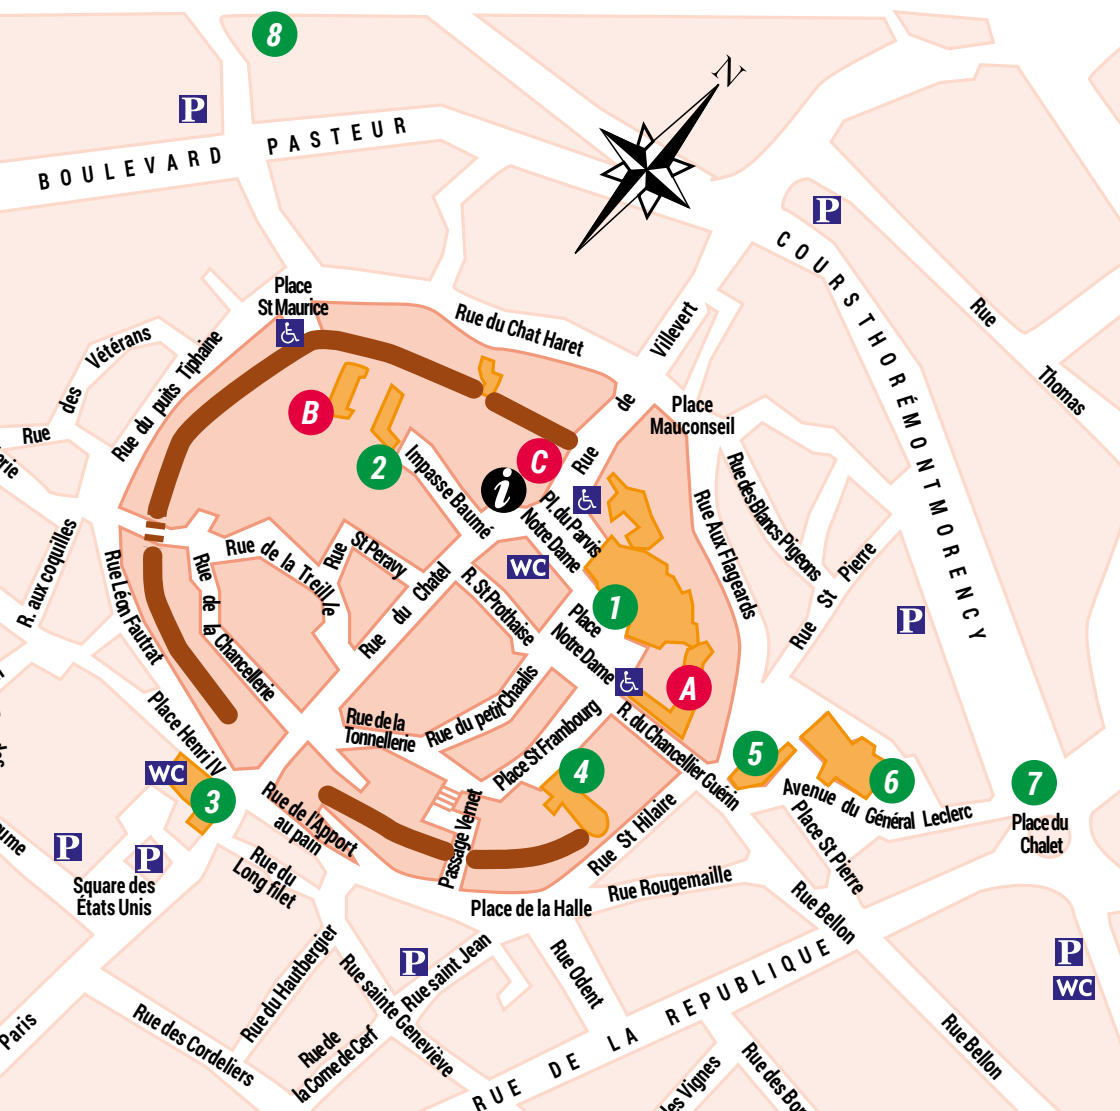 8
N
P
BOULEVARD PASTEUR
P
COURS THORÉ MONTMORENCY
Place
St Maurice
Rue du Chat Haret
Villevert
de
Rue
Rue
Thomas
Vétérans
des
Rue
Rue du puits Tiphaine
Place
Mauconseil
B
2
C
i
Impasse Baumé
Pl. du Parvis
Notre Dame
Rue des Blancs Pigeons
Rue Aux Flageards
Rue St Pierre
P
R. aux coquilles
Rue Léon Fautrat
Rue de la Chancellerie
Rue de la Treille
Rue
St Peravy
Rue du Chatel
WC
R. St Prothaise
1
Place
Notre Dame
A
Place Henri IV
WC
3
Rue de la
Tonnellerie
Rue du petit Chaalis
Place St Frambourg
R. du Chancellier Guérin
4
5
6
7
Avenue du Général Leclerc
Place du
Chalet
Place St Pierre
Rue de l'Apport
au pain
Passage Vernet
Rue St Hilaire
Rue Rougemaille
Place de la Halle
P
P
Square des
États Unis
Rue du
Long filet
Rue Bellon
P
WC
Rue du Hautbergier
P
Rue saint Jean
Rue sainte Geneviève
Rue Odent
RUE DE LA REPUBLIQUE
Paris
Rue des Cordeliers
Rue de
la Corne de Cerf
Rue Bellon